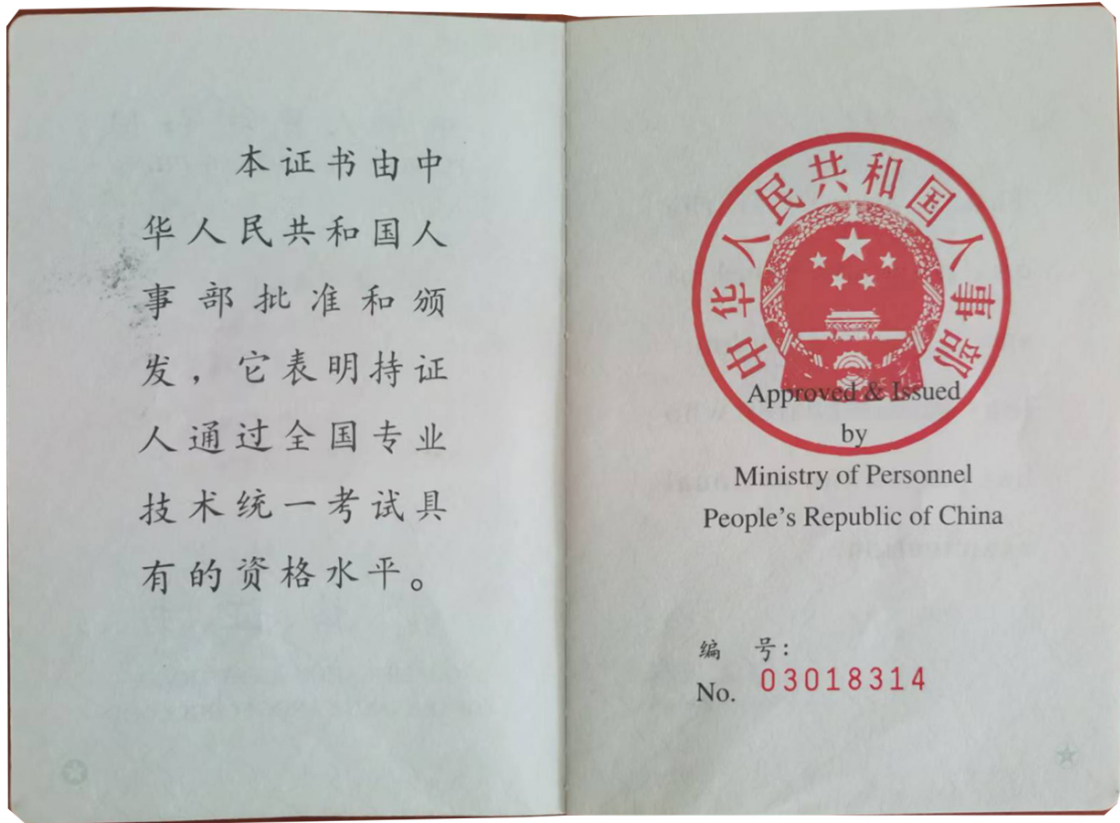 本证书由中
华人民共和国人
事部批准和颁
发，它表明持证
人通过全国专业
技术统一考试具
有的资格水平。
中华人民共和国人事部
Approved & Issued
by
Ministry of Personnel
People's Republic of China
编 号：
No. 03018314